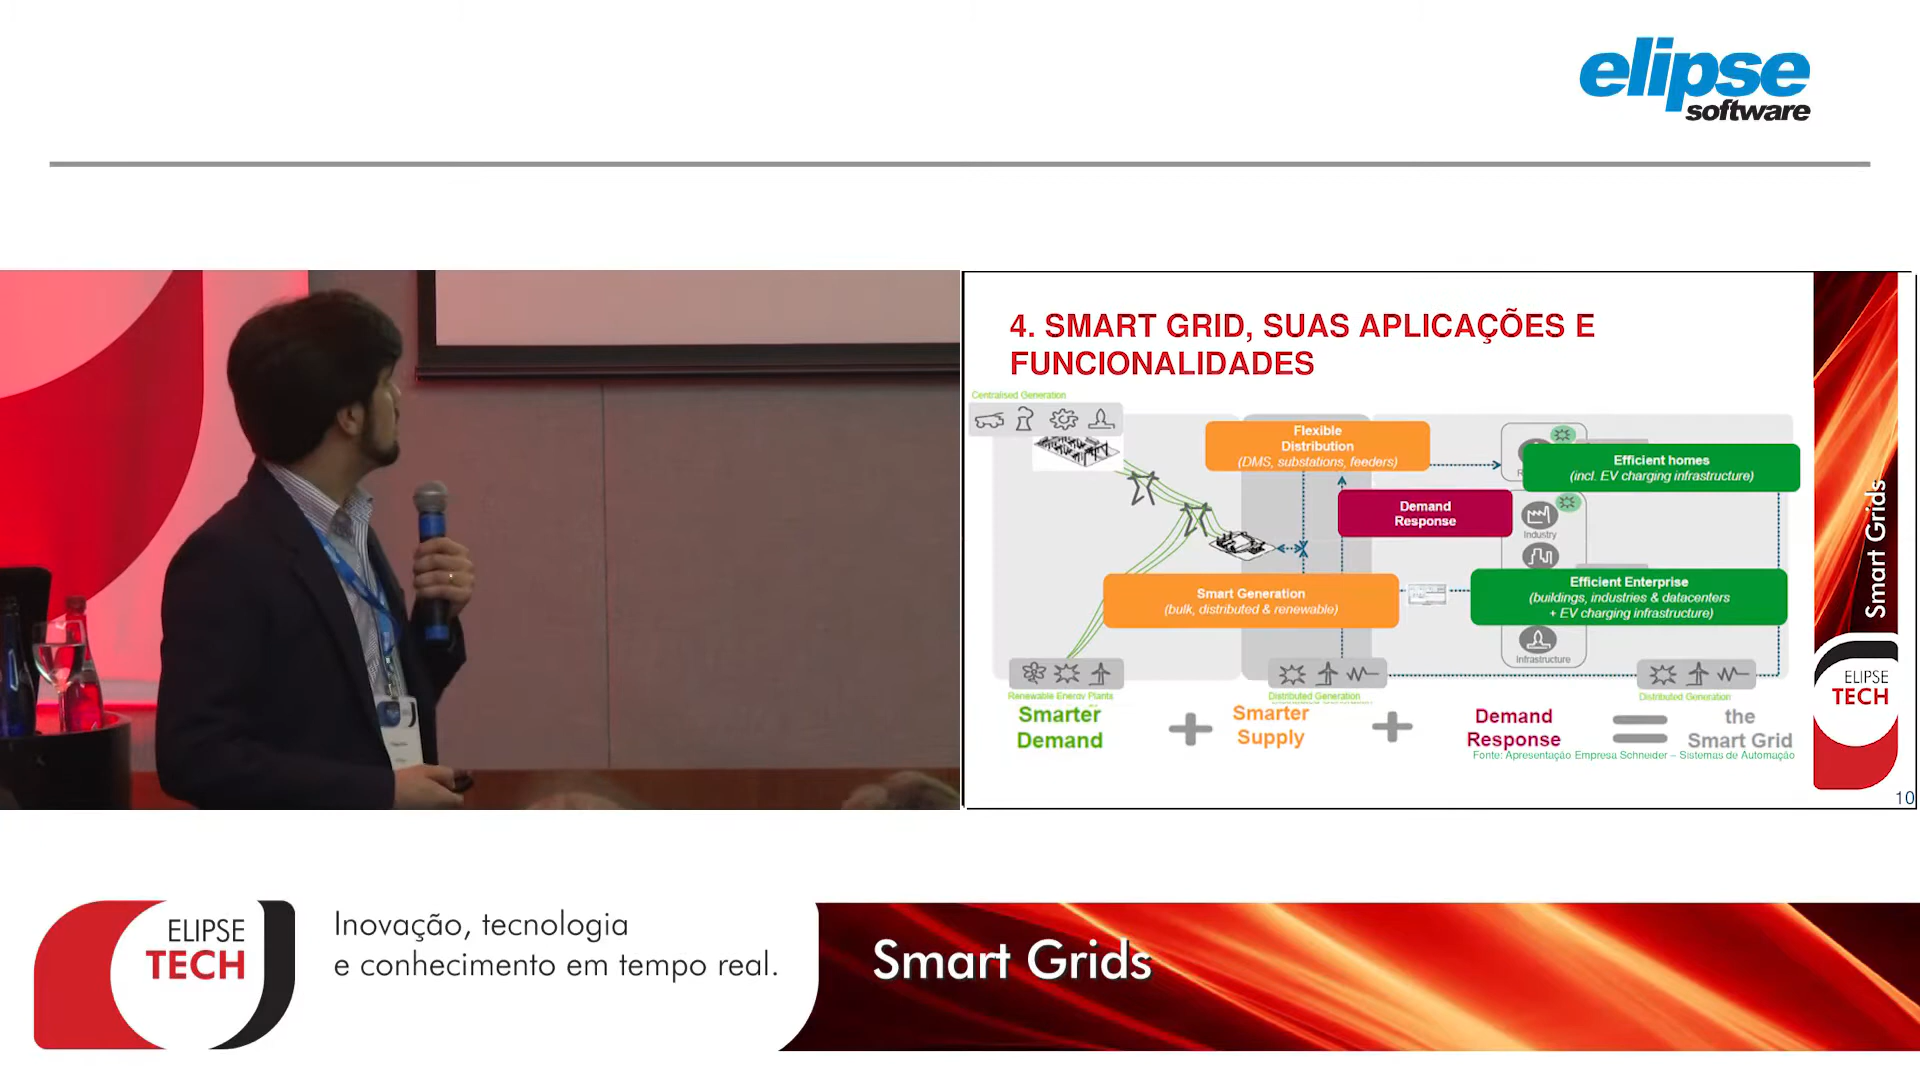 elipse
software
4. SMART GRID, SUAS APLICAÇÕES E
FUNCIONALIDADES
Centralised Generation
Flexible
Distribution
(DMS, substations, feeders)
Efficient homes
(incl. EV charging infrastructure)
Demand
Response
Industry
Smart Generation
(bulk, distributed & renewable)
Efficient Enterprise
(buildings, industries & datacenters
+ EV charging infrastructure)
Infrastructure
Renewable Energy Plants
Distributed Generation
Distributed Generation
Smarter
Demand
+
Smarter
Supply
+
Demand
Response
=
the
Smart Grid
Fonte: Apresentação Empresa Schneider – Sistemas de Automação
Smart Grids
ELIPSE
TECH
10
ELIPSE
TECH
Inovação, tecnologia
e conhecimento em tempo real.
Smart Grids